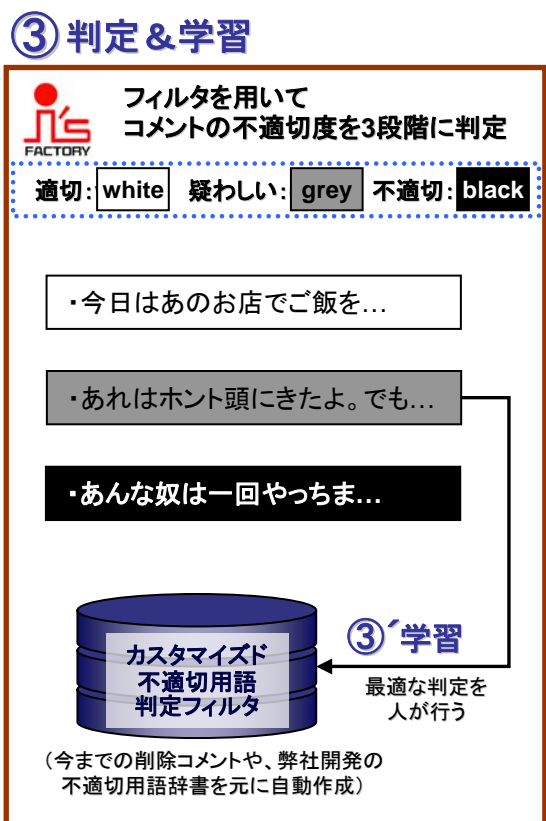 ③判定＆学習
フィルタを用いて
コメントの不適切度を3段階に判定
J's
FACTORY
適切：white 疑わしい：grey 不適切：black
・今日はあのお店でご飯を…
・あれはホント頭にきたよ。でも…
・あんな奴は一回やっちま…
③´学習
カスタマイズド
不適切用語
判定フィルタ
最適な判定を
人が行う
（今までの削除コメントや、弊社開発の
不適切用語辞書を元に自動作成）